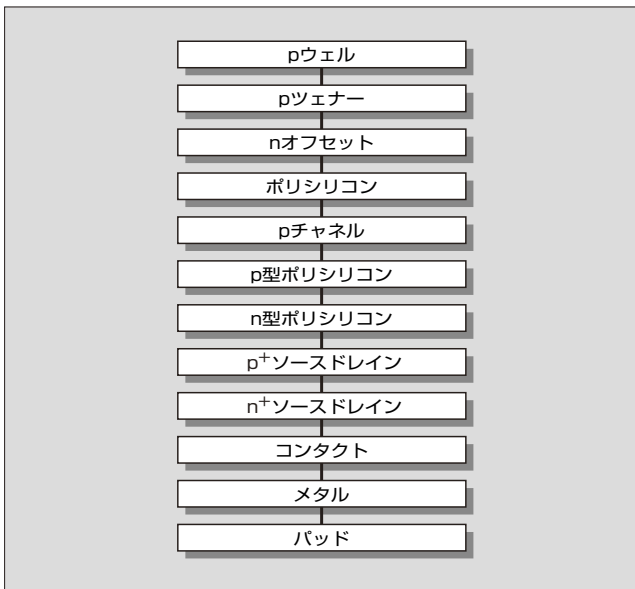 pウェル
pツェナー
nオフセット
ポリシリコン
pチャネル
p型ポリシリコン
n型ポリシリコン
p⁺ソースドレイン
n⁺ソースドレイン
コンタクト
メタル
パッド